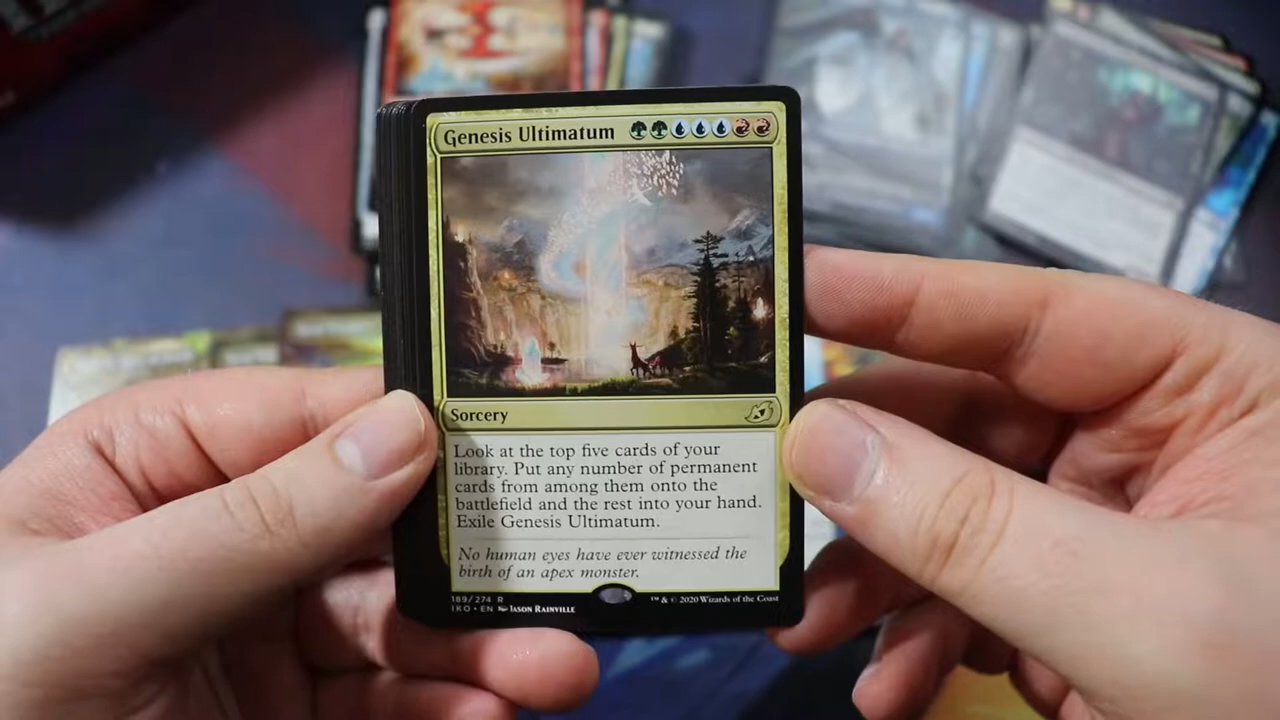 Genesis Ultimatum
Sorcery
Look at the top five cards of your
library. Put any number of permanent
cards from among them onto the
battlefield and the rest into your hand.
Exile Genesis Ultimatum.
No human eyes have ever witnessed the
birth of an apex monster.
189/274 R
IKO • EN Jason Rainville
™ & © 2020 Wizards of the Coast